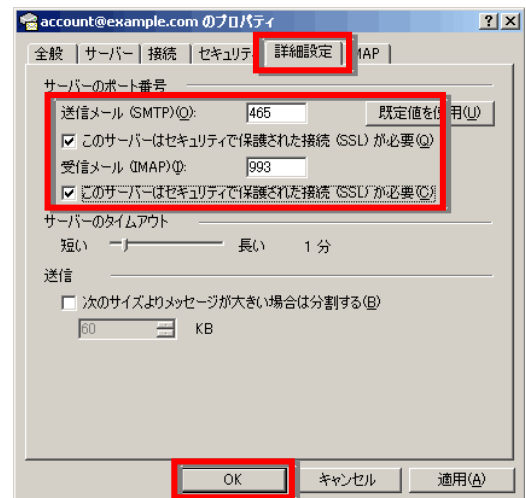 account@example.com のプロパティ
全般 サーバー 接続 セキュリティ 詳細設定 MAP
サーバーのポート番号
送信メール (SMTP)(O): 465 既定値を使用(U)
このサーバーはセキュリティで保護された接続 (SSL) が必要(Q)
受信メール (IMAP)(I): 993
このサーバーはセキュリティで保護された接続 (SSL) が必要(C)
サーバーのタイムアウト
短い 長い 1 分
送信
次のサイズよりメッセージが大きい場合は分割する(B)
60 KB
OK キャンセル 適用(A)